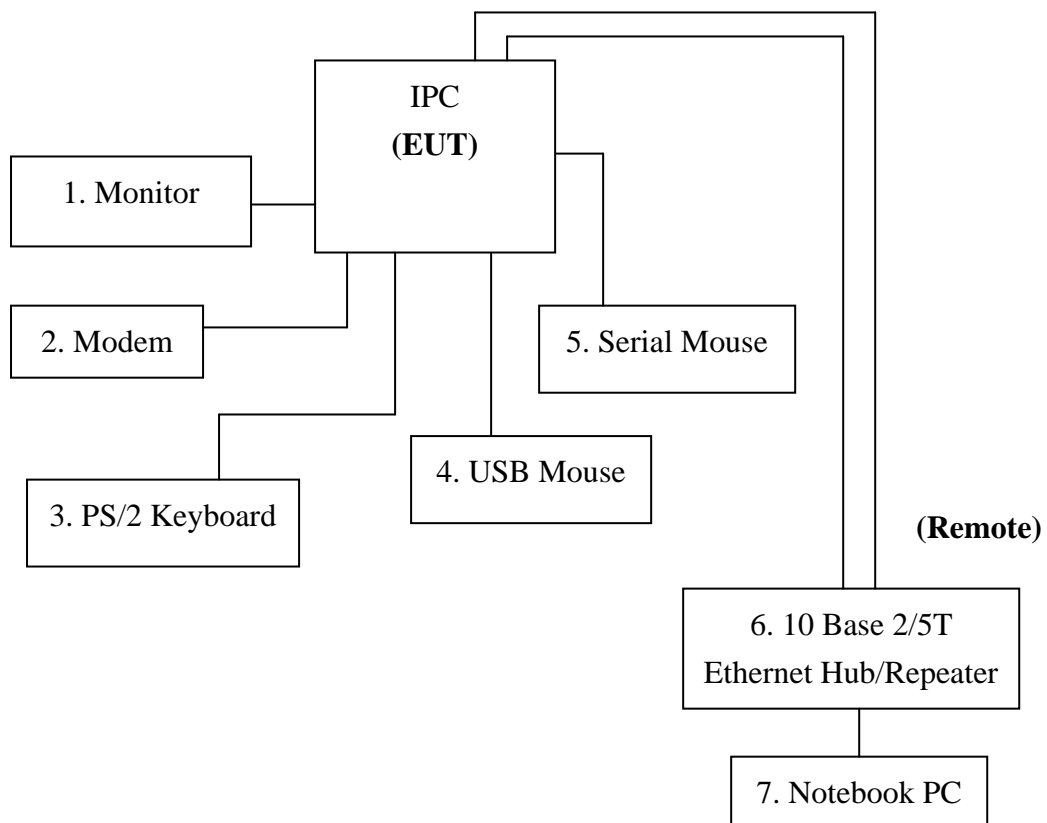 IPC
(EUT)
1. Monitor
2. Modem
5. Serial Mouse
4. USB Mouse
3. PS/2 Keyboard
(Remote)
6. 10 Base 2/5T
Ethernet Hub/Repeater
7. Notebook PC